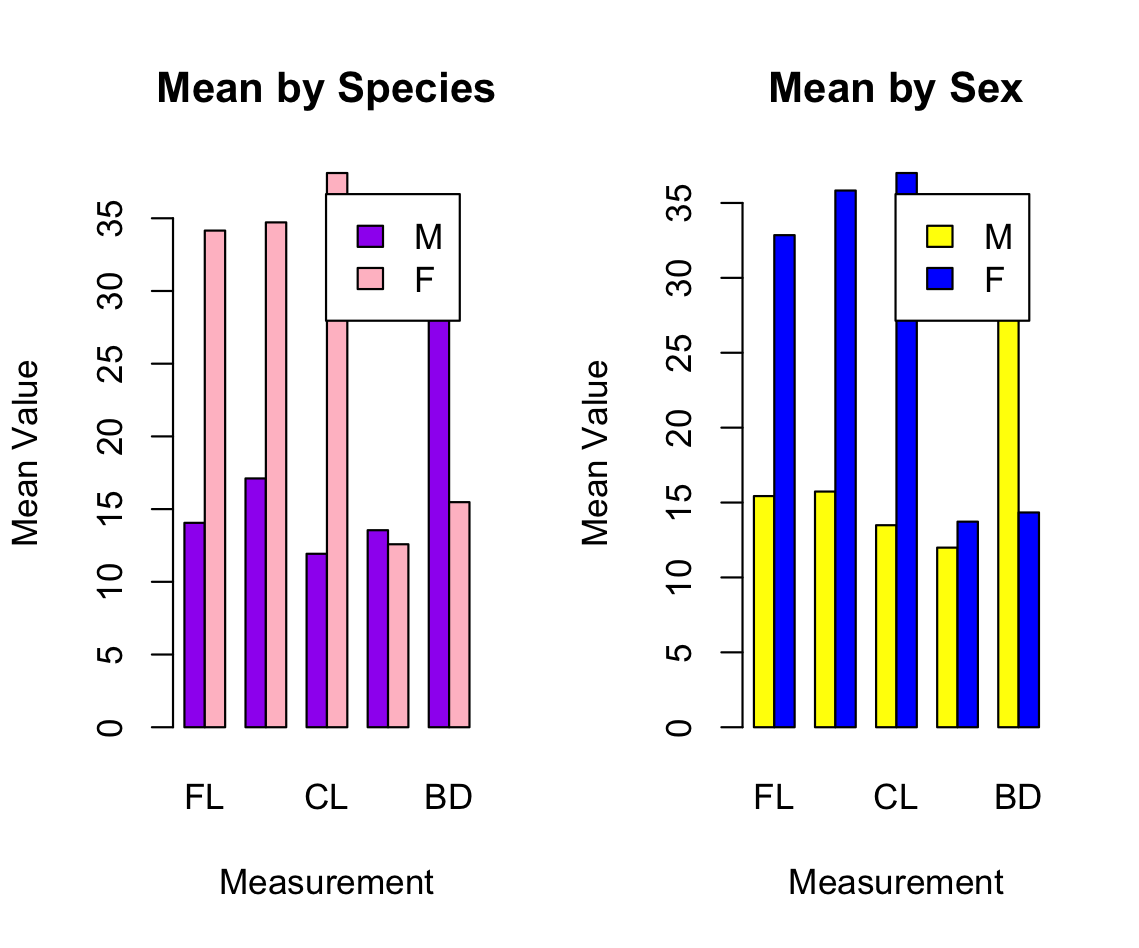 Mean by Species
Mean Value
0
5
10
15
20
25
30
35
M
F
FL
CL
BD
Measurement
Mean by Sex
Mean Value
0
5
10
15
20
25
30
35
M
F
FL
CL
BD
Measurement